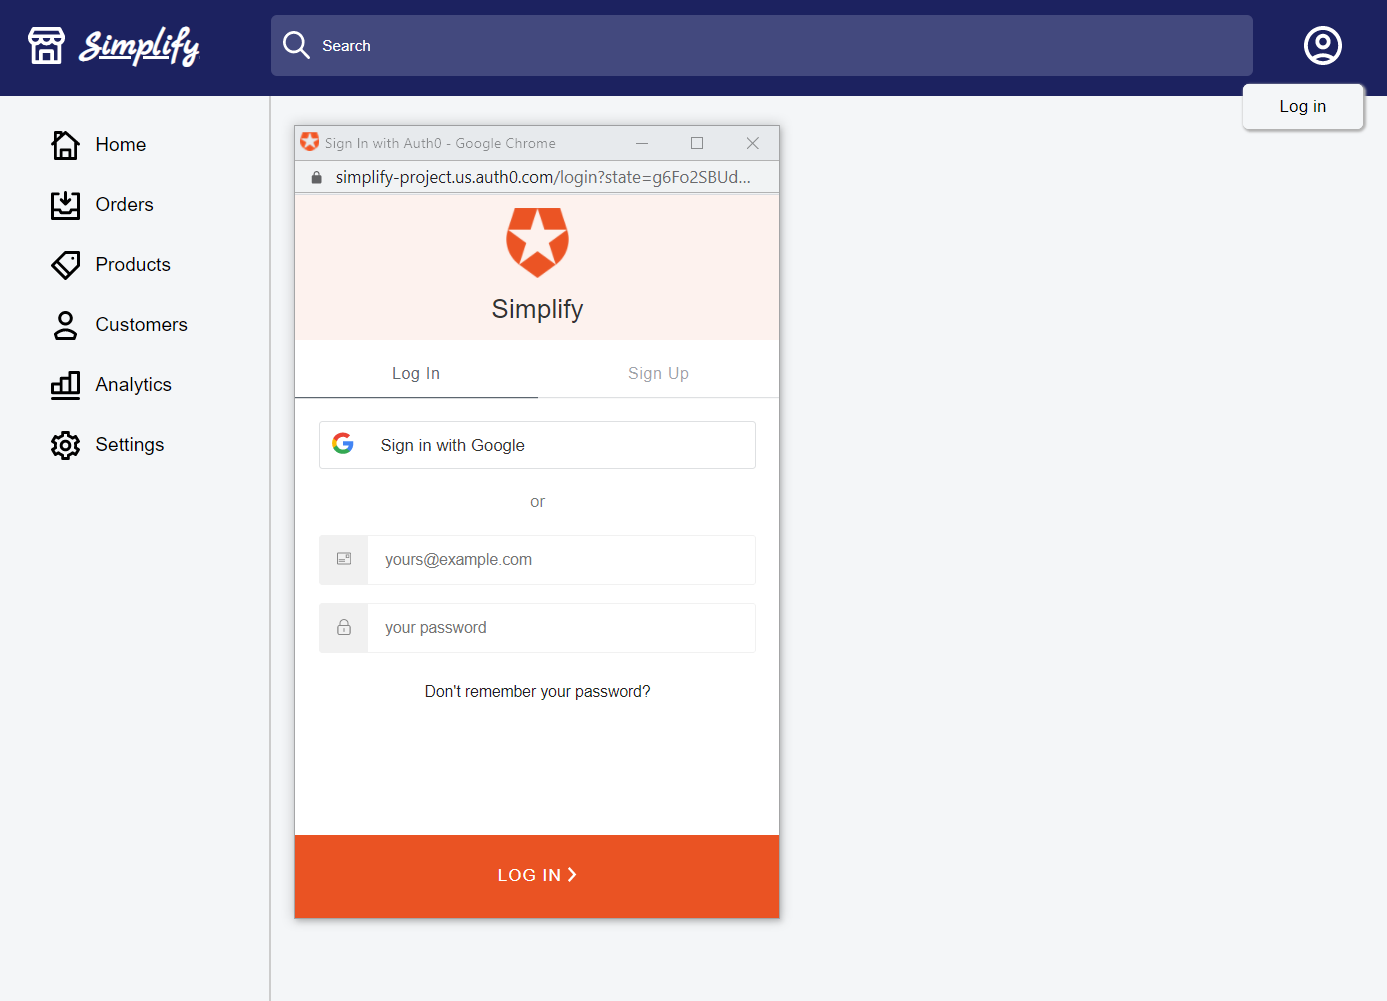 Simplify
Search
Log in
Home
Orders
Products
Customers
Analytics
Settings
Sign In with Auth0 - Google Chrome
simplify-project.us.auth0.com/login?state=g6Fo2SBUd...
Simplify
Log In
Sign Up
Sign in with Google
or
yours@example.com
your password
Don't remember your password?
LOG IN